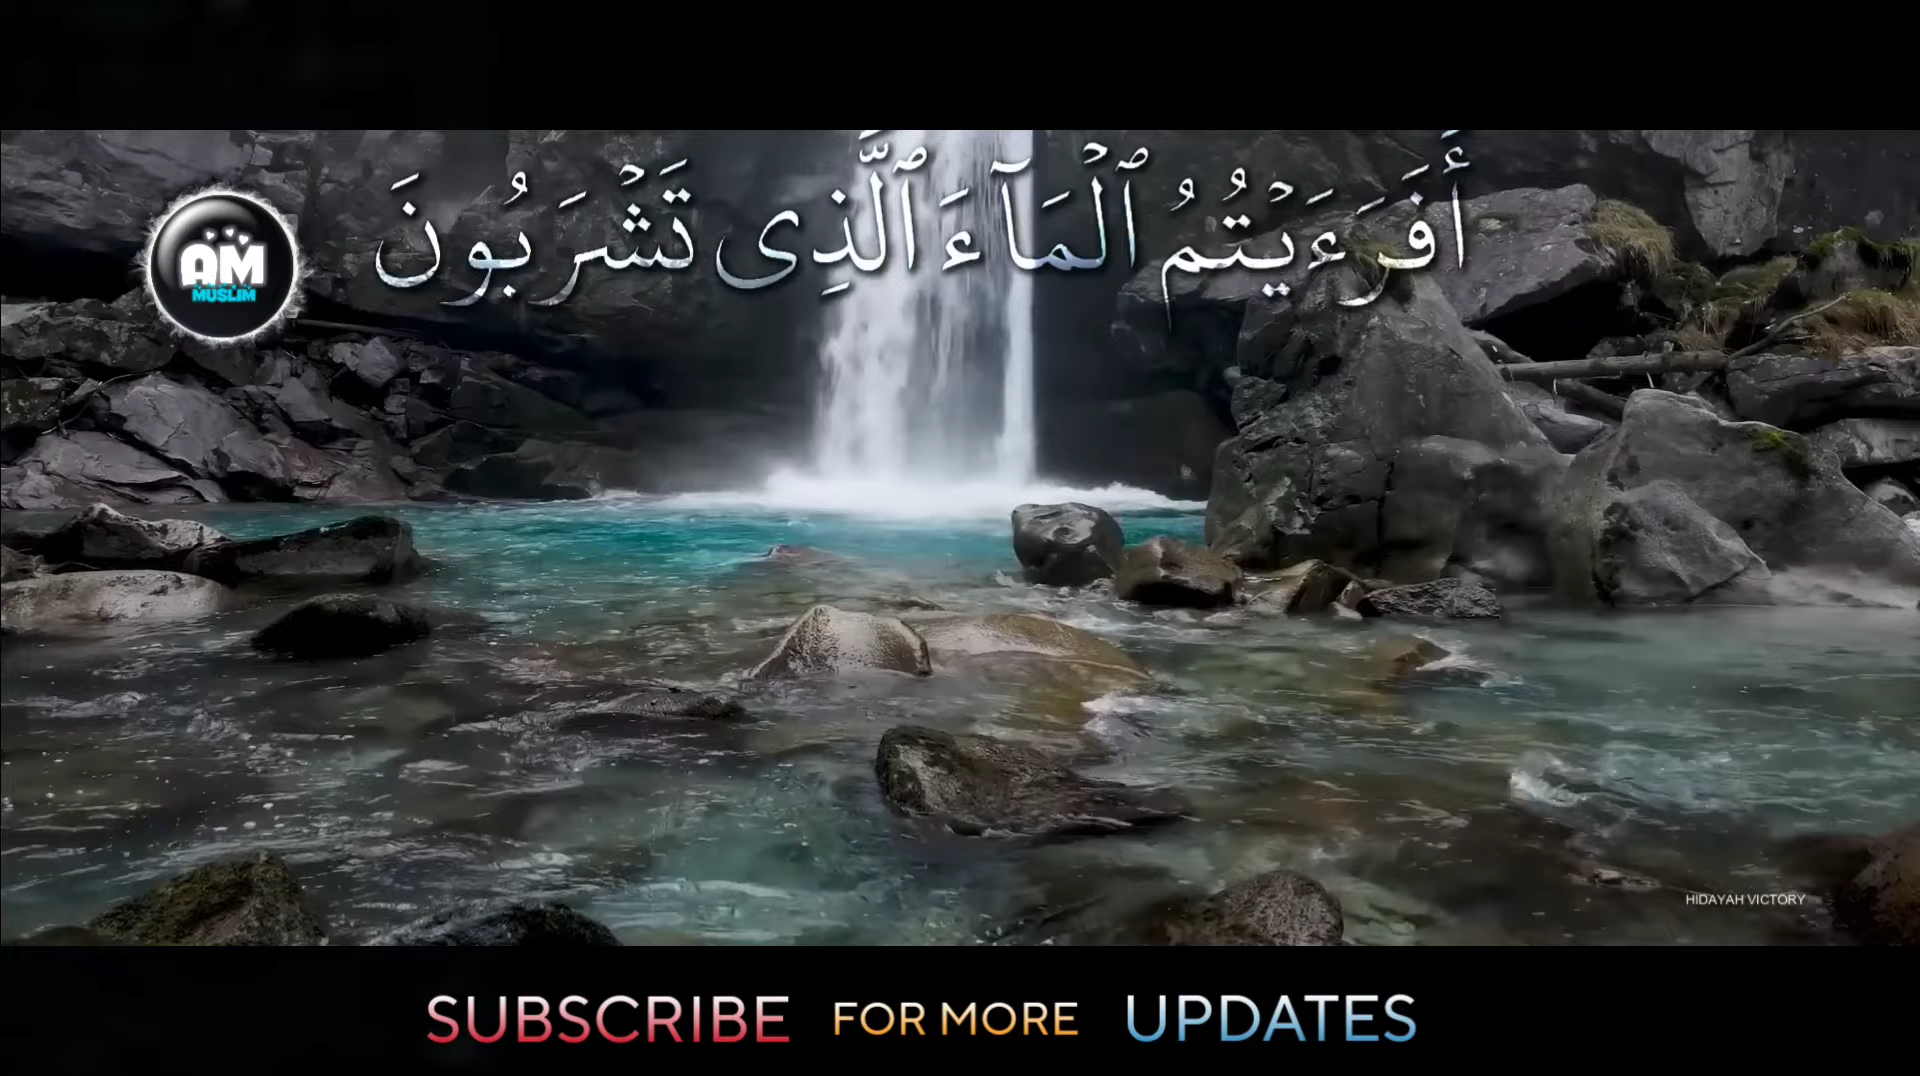 أَفَرَءَيْتُمُ ٱلْمَآءَ ٱلَّذِى تَشْرَبُونَ
AM
MUSLIM
HIDAYAH VICTORY
SUBSCRIBE FOR MORE UPDATES